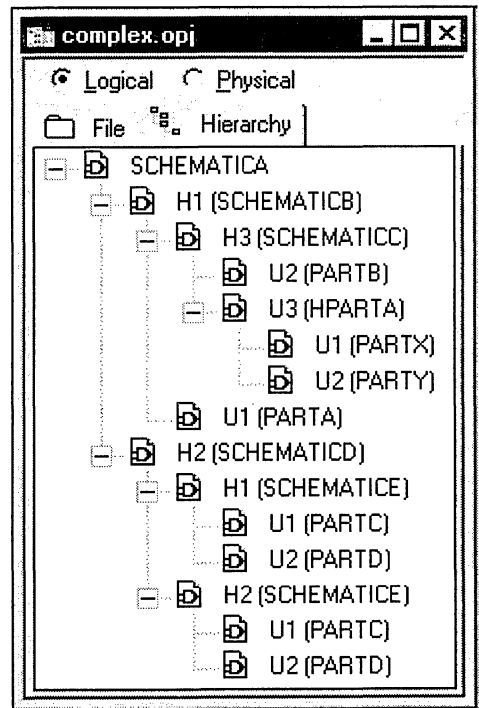 complex.opj
Logical Physical
File Hierarchy
SCHEMATICA
H1 (SCHEMATICB)
H3 (SCHEMATICC)
U2 (PARTB)
U3 (HPARTA)
U1 (PARTX)
U2 (PARTY)
U1 (PARTA)
H2 (SCHEMATICD)
H1 (SCHEMATICE)
U1 (PARTC)
U2 (PARTD)
H2 (SCHEMATICE)
U1 (PARTC)
U2 (PARTD)